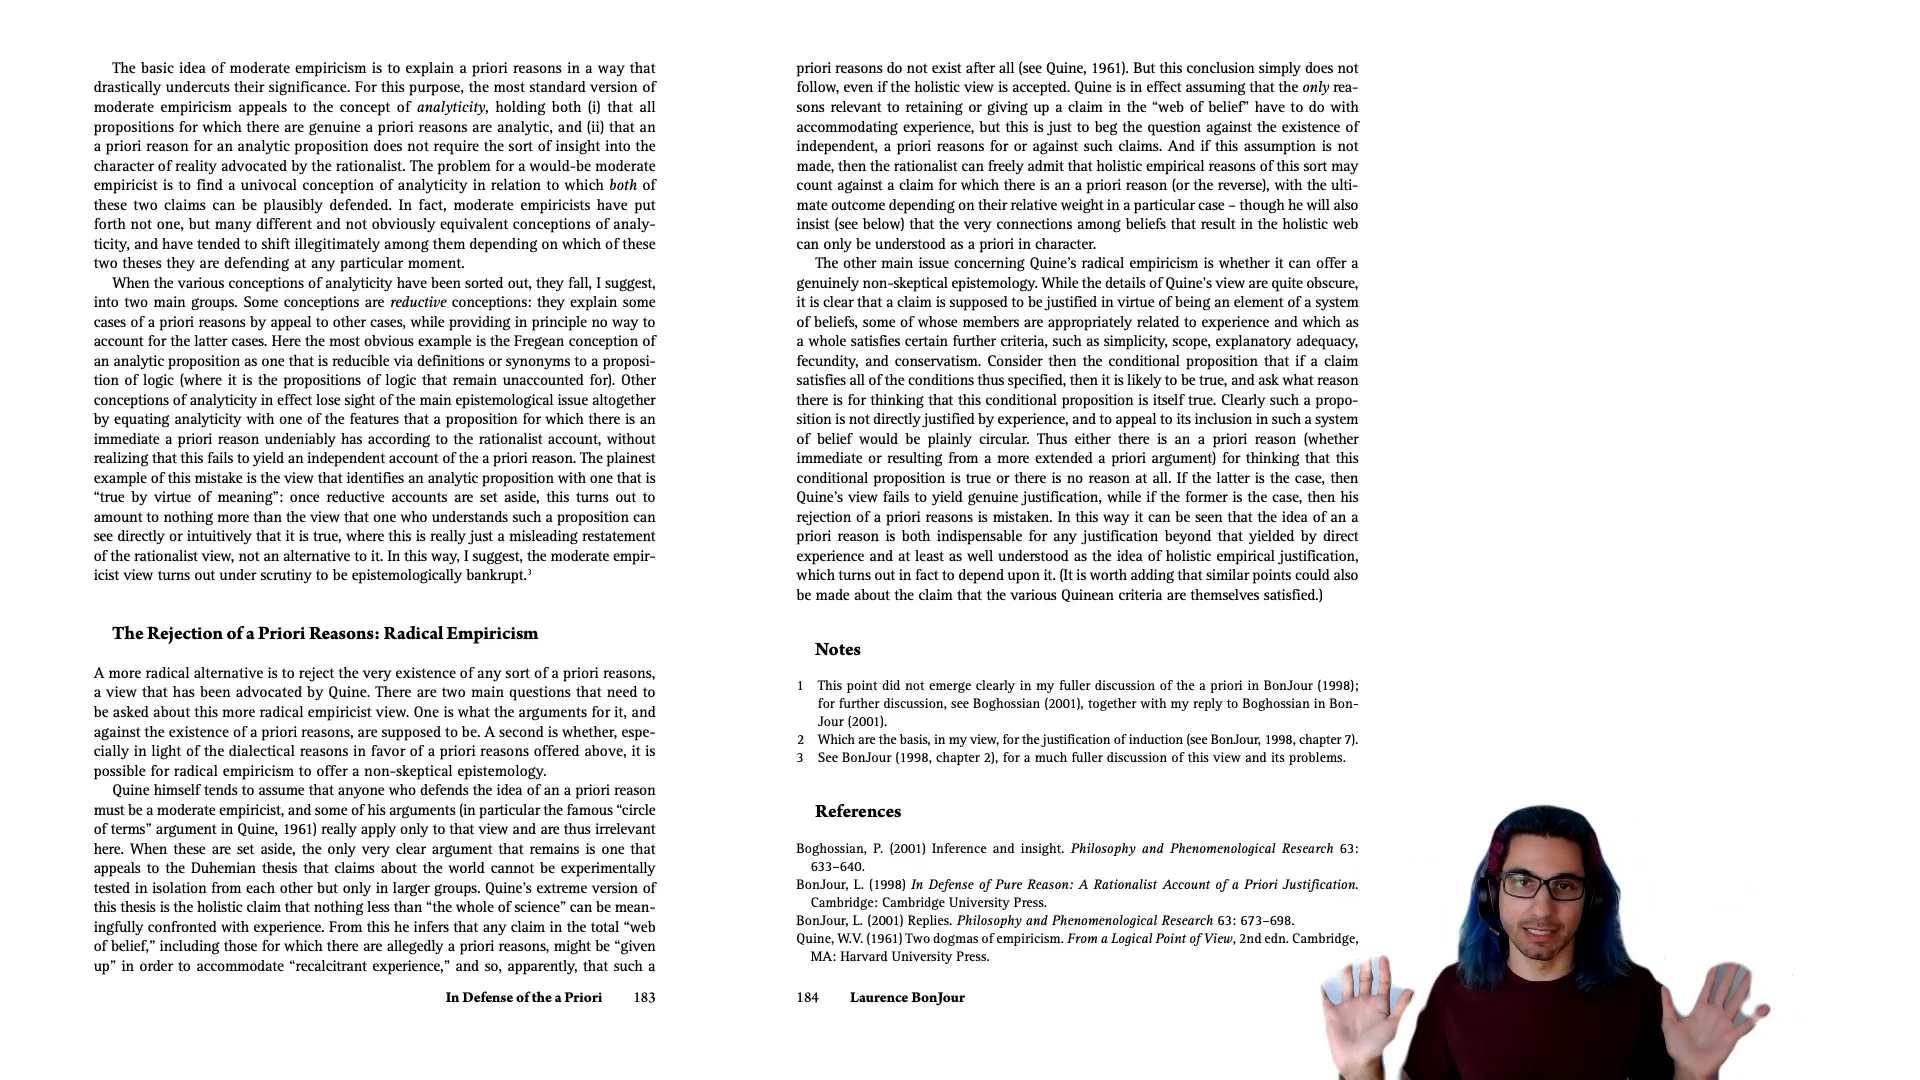 The basic idea of moderate empiricism is to explain a priori reasons in a way that
drastically undercuts their significance. For this purpose, the most standard version of
moderate empiricism appeals to the concept of analyticity, holding both (i) that all
propositions for which there are genuine a priori reasons are analytic, and (ii) that an
a priori reason for an analytic proposition does not require the sort of insight into the
character of reality advocated by the rationalist. The problem for a would-be moderate
empiricist is to find a univocal conception of analyticity in relation to which both of
these two claims can be plausibly defended. In fact, moderate empiricists have put
forth not one, but many different and not obviously equivalent conceptions of analy-
ticity, and have tended to shift illegitimately among them depending on which of these
two theses they are defending at any particular moment.
When the various conceptions of analyticity have been sorted out, they fall, I suggest,
into two main groups. Some conceptions are reductive conceptions: they explain some
cases of a priori reasons by appeal to other cases, while providing in principle no way to
account for the latter cases. Here the most obvious example is the Fregean conception of
an analytic proposition as one that is reducible via definitions or synonyms to a proposi-
tion of logic (where it is the propositions of logic that remain unaccounted for). Other
conceptions of analyticity in effect lose sight of the main epistemological issue altogether
by equating analyticity with one of the features that a proposition for which there is an
immediate a priori reason undeniably has according to the rationalist account, without
realizing that this fails to yield an independent account of the a priori reason. The plainest
example of this mistake is the view that identifies an analytic proposition with one that is
“true by virtue of meaning”: once reductive accounts are set aside, this turns out to
amount to nothing more than the view that one who understands such a proposition can
see directly or intuitively that it is true, where this is really just a misleading restatement
of the rationalist view, not an alternative to it. In this way, I suggest, the moderate empir-
icist view turns out under scrutiny to be epistemologically bankrupt.3
The Rejection of a Priori Reasons: Radical Empiricism
A more radical alternative is to reject the very existence of any sort of a priori reasons,
a view that has been advocated by Quine. There are two main questions that need to
be asked about this more radical empiricist view. One is what the arguments for it, and
against the existence of a priori reasons, are supposed to be. A second is whether, espe-
cially in light of the dialectical reasons in favor of a priori reasons offered above, it is
possible for radical empiricism to offer a non-skeptical epistemology.
Quine himself tends to assume that anyone who defends the idea of an a priori reason
must be a moderate empiricist, and some of his arguments (in particular the famous “circle
of terms” argument in Quine, 1961) really apply only to that view and are thus irrelevant
here. When these are set aside, the only very clear argument that remains is one that
appeals to the Duhemian thesis that claims about the world cannot be experimentally
tested in isolation from each other but only in larger groups. Quine’s extreme version of
this thesis is the holistic claim that nothing less than “the whole of science” can be mean-
ingfully confronted with experience. From this he infers that any claim in the total “web
of belief,” including those for which there are allegedly a priori reasons, might be “given
up” in order to accommodate “recalcitrant experience,” and so, apparently, that such a
In Defense of the a Priori 183
priori reasons do not exist after all (see Quine, 1961). But this conclusion simply does not
follow, even if the holistic view is accepted. Quine is in effect assuming that the only rea-
sons relevant to retaining or giving up a claim in the “web of belief” have to do with
accommodating experience, but this is just to beg the question against the existence of
independent, a priori reasons for or against such claims. And if this assumption is not
made, then the rationalist can freely admit that holistic empirical reasons of this sort may
count against a claim for which there is an a priori reason (or the reverse), with the ulti-
mate outcome depending on their relative weight in a particular case – though he will also
insist (see below) that the very connections among beliefs that result in the holistic web
can only be understood as a priori in character.
The other main issue concerning Quine’s radical empiricism is whether it can offer a
genuinely non-skeptical epistemology. While the details of Quine’s view are quite obscure,
it is clear that a claim is supposed to be justified in virtue of being an element of a system
of beliefs, some of whose members are appropriately related to experience and which as
a whole satisfies certain further criteria, such as simplicity, scope, explanatory adequacy,
fecundity, and conservatism. Consider then the conditional proposition that if a claim
satisfies all of the conditions thus specified, then it is likely to be true, and ask what reason
there is for thinking that this conditional proposition is itself true. Clearly such a propo-
sition is not directly justified by experience, and to appeal to its inclusion in such a system
of belief would be plainly circular. Thus either there is an a priori reason (whether
immediate or resulting from a more extended a priori argument) for thinking that this
conditional proposition is true or there is no reason at all. If the latter is the case, then
Quine’s view fails to yield genuine justification, while if the former is the case, then his
rejection of a priori reasons is mistaken. In this way it can be seen that the idea of an a
priori reason is both indispensable for any justification beyond that yielded by direct
experience and at least as well understood as the idea of holistic empirical justification,
which turns out in fact to depend upon it. (It is worth adding that similar points could also
be made about the claim that the various Quinean criteria are themselves satisfied.)
Notes
1 This point did not emerge clearly in my fuller discussion of the a priori in BonJour (1998);
for further discussion, see Boghossian (2001), together with my reply to Boghossian in Bon-
Jour (2001).
2 Which are the basis, in my view, for the justification of induction (see BonJour, 1998, chapter 7).
3 See BonJour (1998, chapter 2), for a much fuller discussion of this view and its problems.
References
Boghossian, P. (2001) Inference and insight. Philosophy and Phenomenological Research 63:
633–640.
BonJour, L. (1998) In Defense of Pure Reason: A Rationalist Account of a Priori Justification.
Cambridge: Cambridge University Press.
BonJour, L. (2001) Replies. Philosophy and Phenomenological Research 63: 673–698.
Quine, W.V. (1961) Two dogmas of empiricism. From a Logical Point of View, 2nd edn. Cambridge,
MA: Harvard University Press.
184 Laurence BonJour